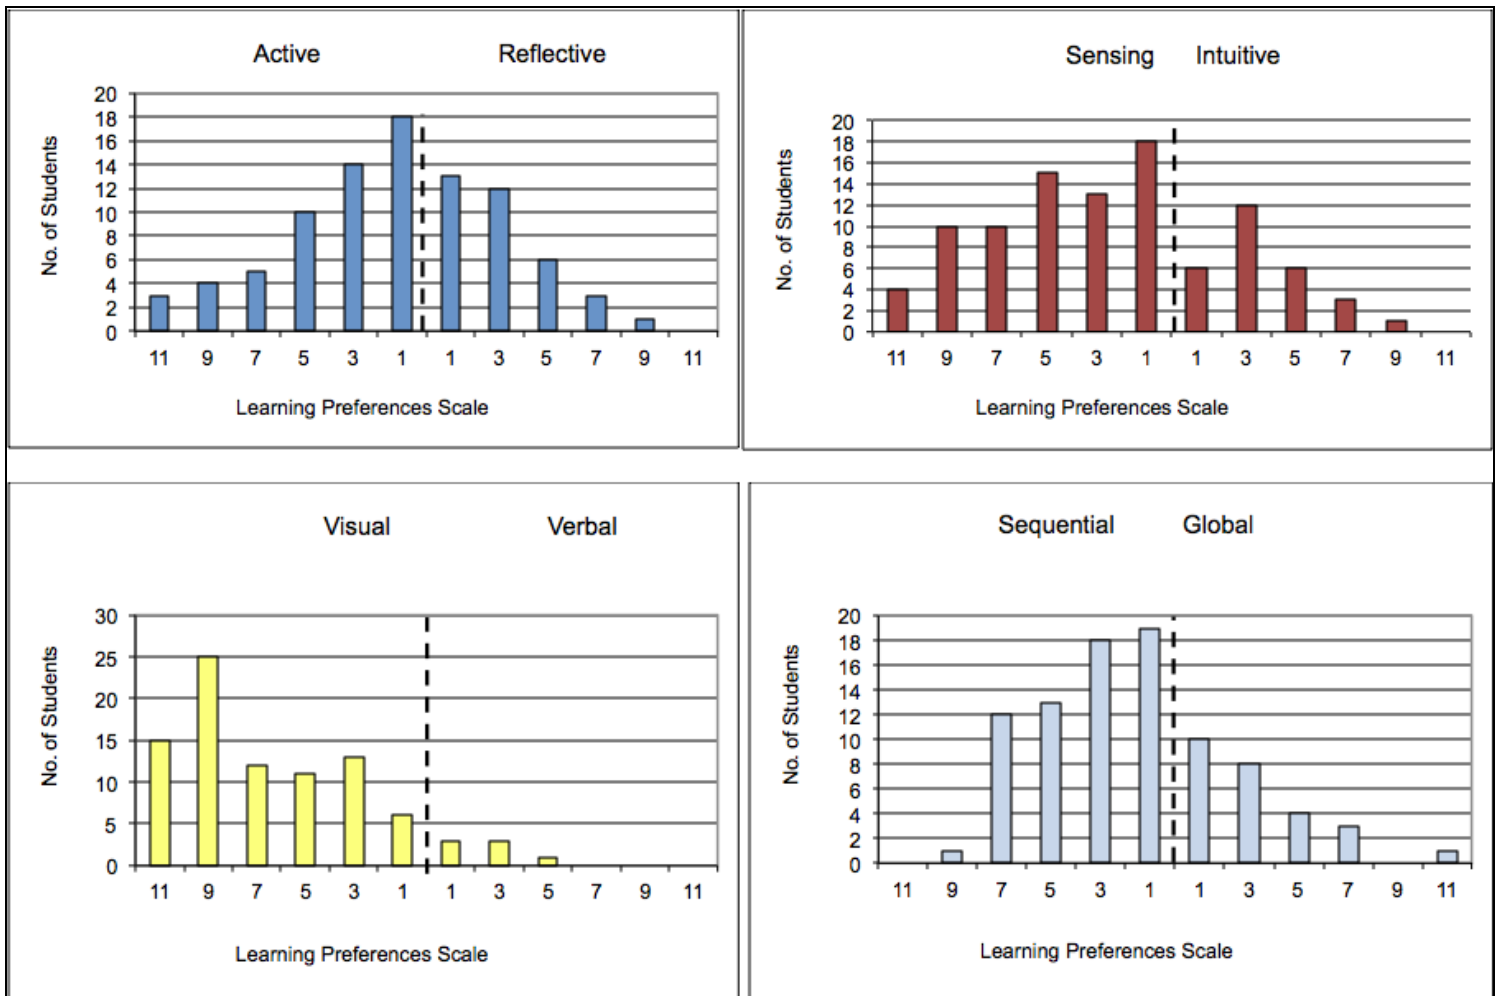 Active Reflective
20
18
16
14
12
10
8
6
4
2
0
No. of Students
11 9 7 5 3 1 1 3 5 7 9 11
Learning Preferences Scale
Sensing Intuitive
20
18
16
14
12
10
8
6
4
2
0
No. of Students
11 9 7 5 3 1 1 3 5 7 9 11
Learning Preferences Scale
Visual Verbal
30
25
20
15
10
5
0
No. of Students
11 9 7 5 3 1 1 3 5 7 9 11
Learning Preferences Scale
Sequential Global
20
18
16
14
12
10
8
6
4
2
0
No. of Students
11 9 7 5 3 1 1 3 5 7 9 11
Learning Preferences Scale